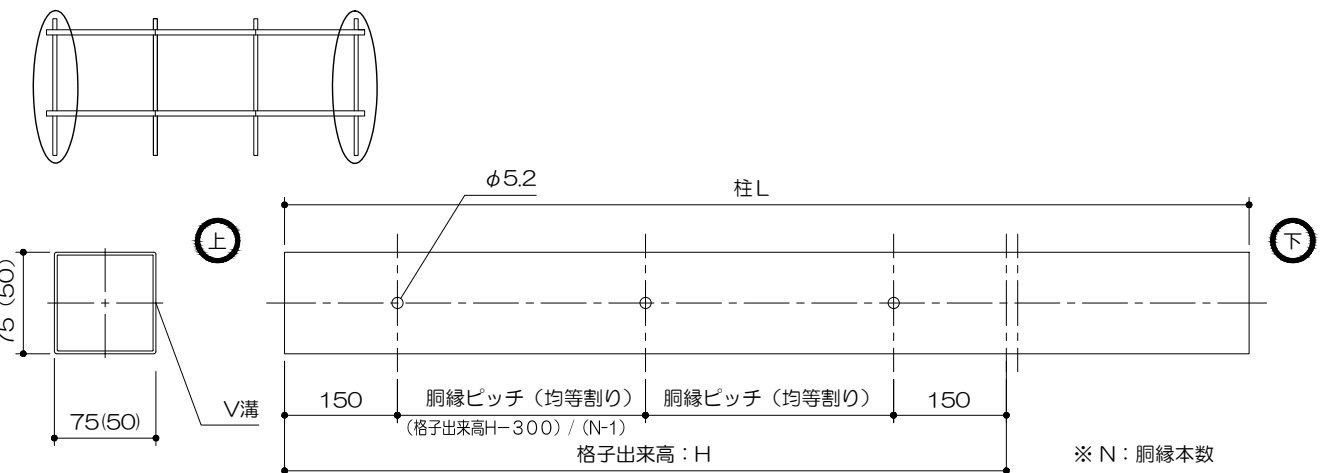 φ5.2
柱L
上
下
75 (50)
75(50)
V溝
150
胴縁ピッチ（均等割り）
胴縁ピッチ（均等割り）
150
(格子出来高H−300) / (N-1)
格子出来高：H
※ N：胴縁本数